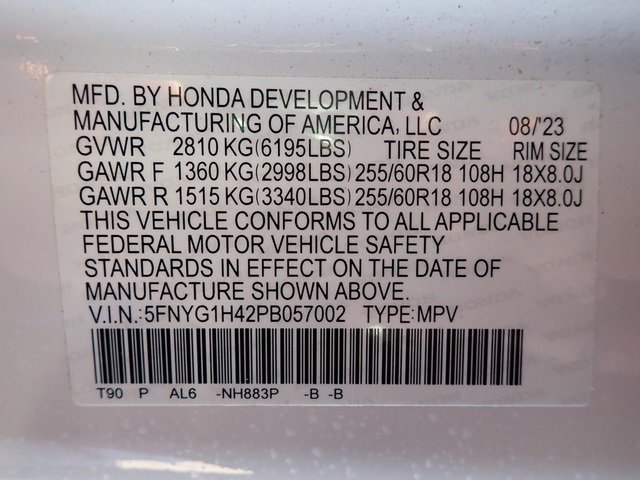 MFD. BY HONDA DEVELOPMENT &
MANUFACTURING OF AMERICA, LLC 08/'23
GVWR 2810 KG(6195LBS) TIRE SIZE RIM SIZE
GAWR F 1360 KG(2998LBS) 255/60R18 108H 18X8.0J
GAWR R 1515 KG(3340LBS) 255/60R18 108H 18X8.0J
THIS VEHICLE CONFORMS TO ALL APPLICABLE
FEDERAL MOTOR VEHICLE SAFETY
STANDARDS IN EFFECT ON THE DATE OF
MANUFACTURE SHOWN ABOVE.
V.I.N.:5FNYG1H42PB057002 TYPE:MPV
T90 P AL6 -NH883P -B -B